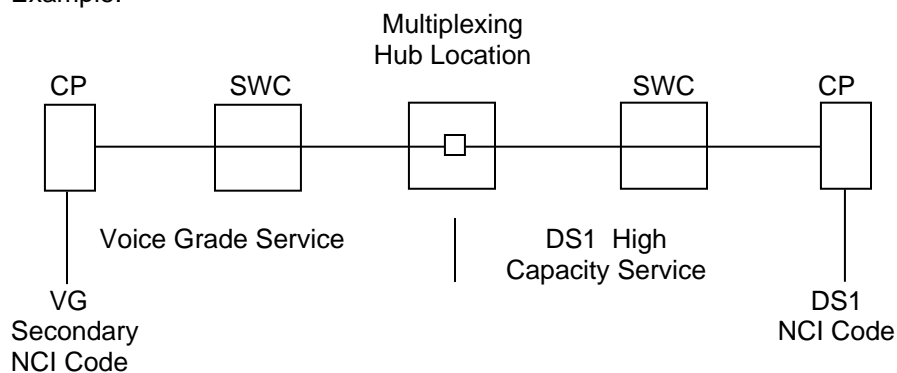 Example:
Multiplexing
Hub Location
CP
SWC
SWC
CP
Voice Grade Service
DS1 High
Capacity Service
VG
Secondary
NCI Code
DS1
NCI Code